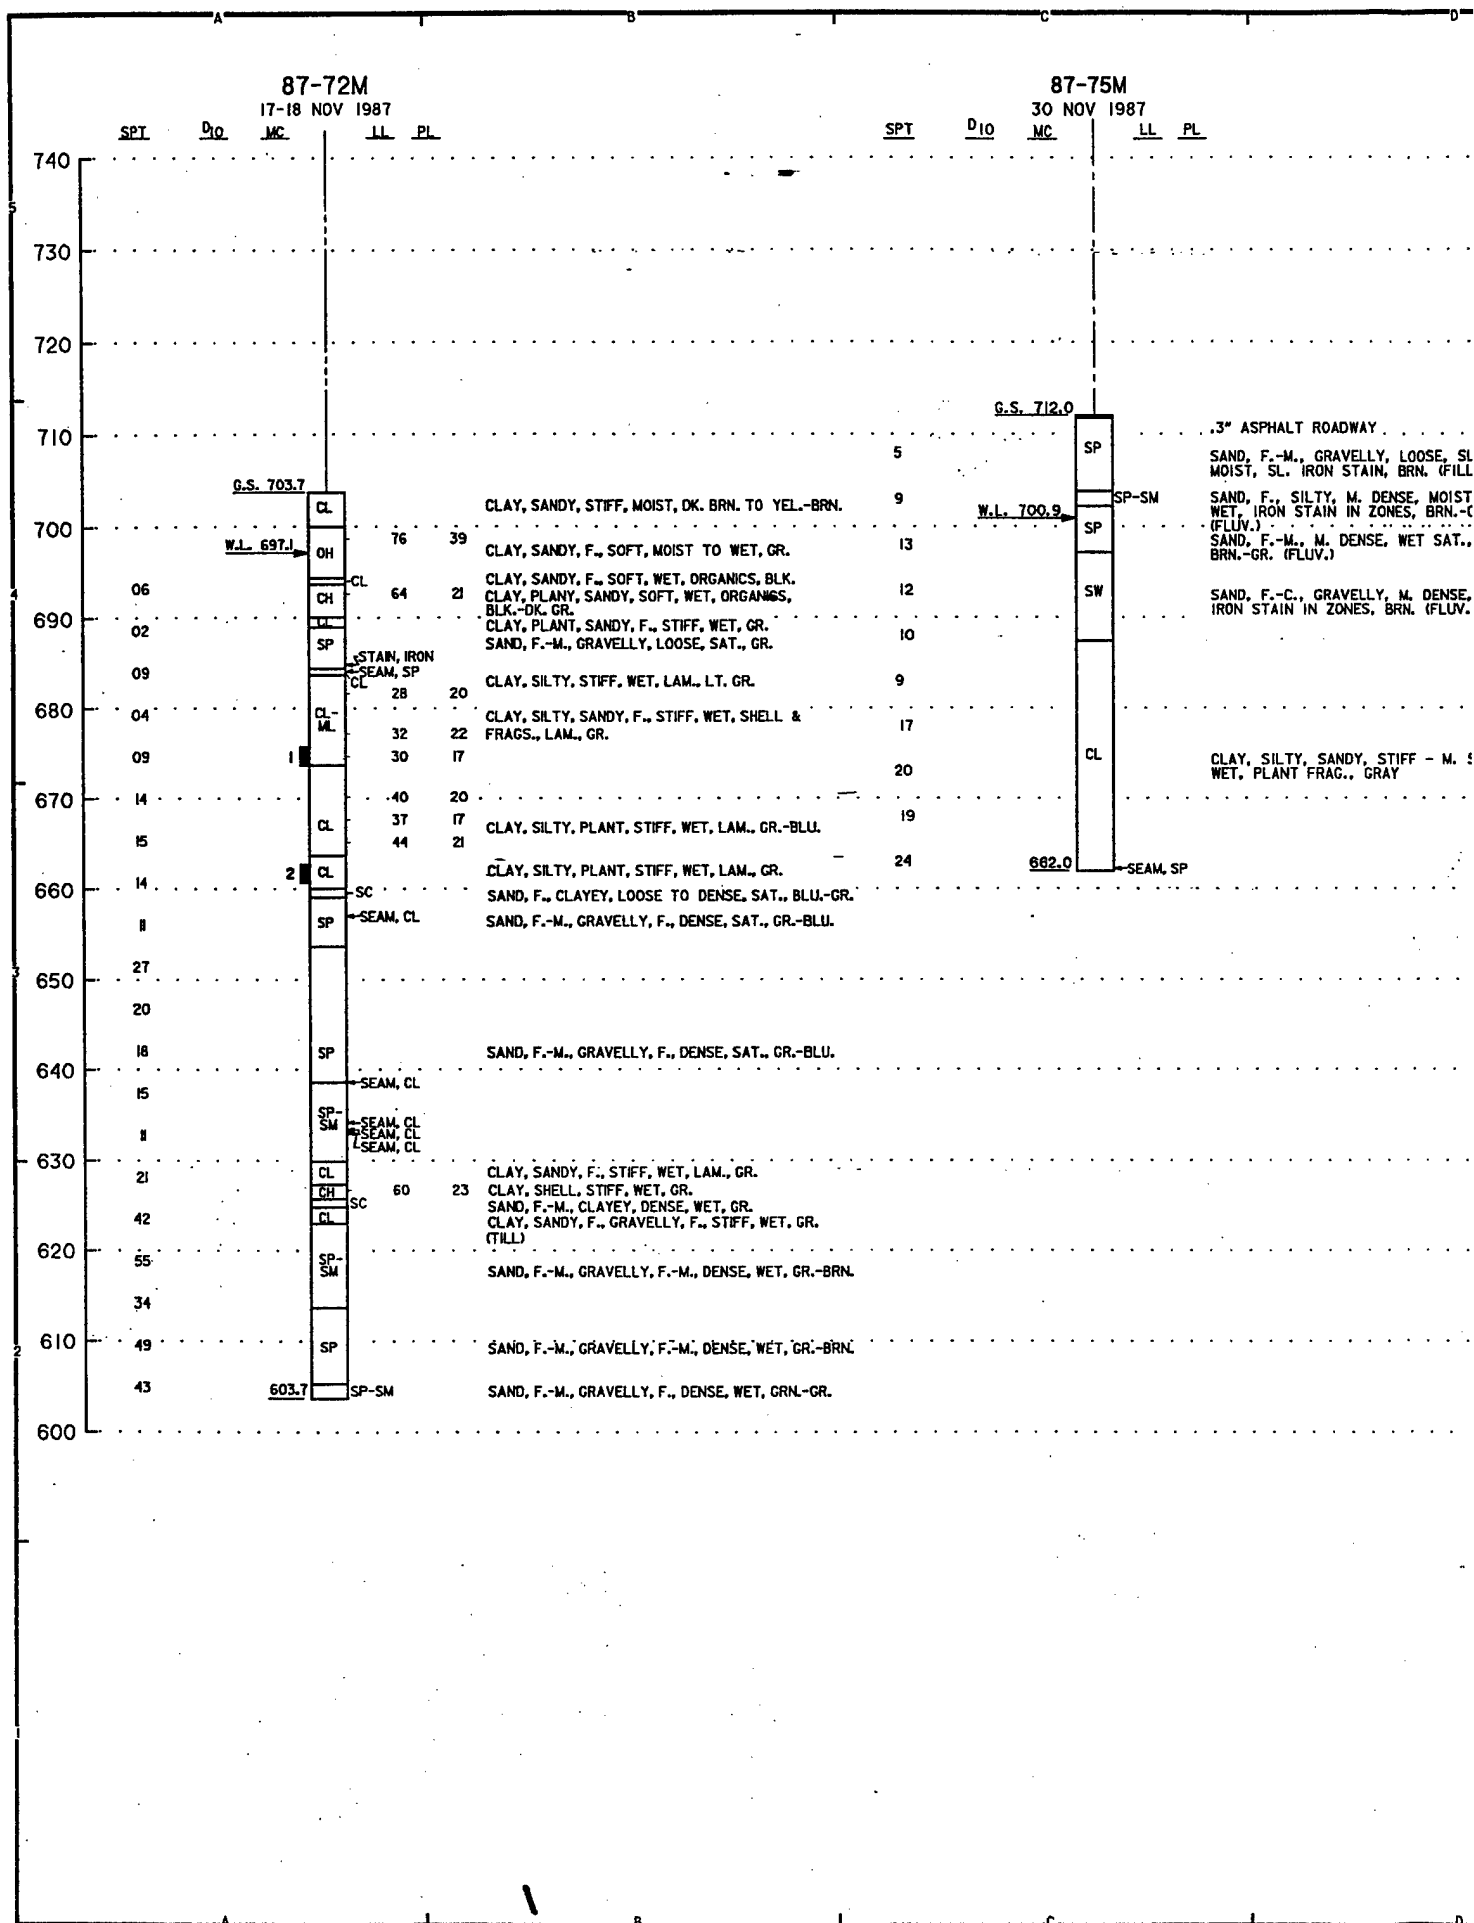 A B C D
87-72M
17-18 NOV 1987
SPT D10 MC LL PL
87-75M
30 NOV 1987
SPT D10 MC LL PL
740
5
730
720
G.S. 712.0
710
.3" ASPHALT ROADWAY
SP
5
SAND, F.-M., GRAVELLY, LOOSE, SL
MOIST, SL. IRON STAIN, BRN. (FILL
G.S. 703.7
CL
CLAY, SANDY, STIFF, MOIST, DK. BRN. TO YEL.-BRN.
9
SP-SM
SAND, F., SILTY, M. DENSE, MOIST
W.L. 700.9
WET, IRON STAIN IN ZONES, BRN.-
(FLUV.)
700
SP
W.L. 697.1
OH
76 39
CLAY, SANDY, F., SOFT, MOIST TO WET, GR.
13
SAND, F.-M., M. DENSE, WET SAT.,
BRN.-GR. (FLUV.)
CL
CLAY, SANDY, F., SOFT, WET, ORGANICS, BLK.
4
06
CH
64 21
CLAY, PLANY, SANDY, SOFT, WET, ORGANICS,
BLK.-DK. GR.
12
SW
SAND, F.-C., GRAVELLY, M. DENSE,
IRON STAIN IN ZONES, BRN. (FLUV.
690
CL
CLAY, PLANT, SANDY, F., STIFF, WET, GR.
02
SP
SAND, F.-M., GRAVELLY, LOOSE, SAT., GR.
10
STAIN, IRON
SEAM, SP
09
CL
CLAY, SILTY, STIFF, WET, LAM., LT. GR.
9
28 20
680
04
CL-
ML
CLAY, SILTY, SANDY, F., STIFF, WET, SHELL &
FRAGS., LAM., GR.
32 22
17
09
1
30 17
CL
CLAY, SILTY, SANDY, STIFF - M.
WET, PLANT FRAG., GRAY
20
670
14
40 20
CL
37 17
CLAY, SILTY, PLANT, STIFF, WET, LAM., GR.-BLU.
19
15
44 21
24
662.0
SEAM, SP
2
CL
CLAY, SILTY, PLANT, STIFF, WET, LAM., GR.
14
660
SC
SAND, F., CLAYEY, LOOSE TO DENSE, SAT., BLU.-GR.
11
SP
SEAM, CL
SAND, F.-M., GRAVELLY, F., DENSE, SAT., GR.-BLU.
3
27
650
20
18
SP
SAND, F.-M., GRAVELLY, F., DENSE, SAT., GR.-BLU.
640
SEAM, CL
15
SP-
SM
SEAM, CL
11
SEAM, CL
SEAM, CL
630
21
CL
CLAY, SANDY, F., STIFF, WET, LAM., GR.
CH
60 23
CLAY, SHELL, STIFF, WET, GR.
SC
SAND, F.-M., CLAYEY, DENSE, WET, GR.
42
CL
CLAY, SANDY, F., GRAVELLY, F., STIFF, WET, GR.
(TILL)
620
55
SP-
SM
SAND, F.-M., GRAVELLY, F.-M., DENSE, WET, GR.-BRN.
34
610
2
49
SP
SAND, F.-M., GRAVELLY, F.-M., DENSE, WET, GR.-BRN.
43
603.7
SP-SM
SAND, F.-M., GRAVELLY, F., DENSE, WET, GRN.-GR.
600
1
A B C D